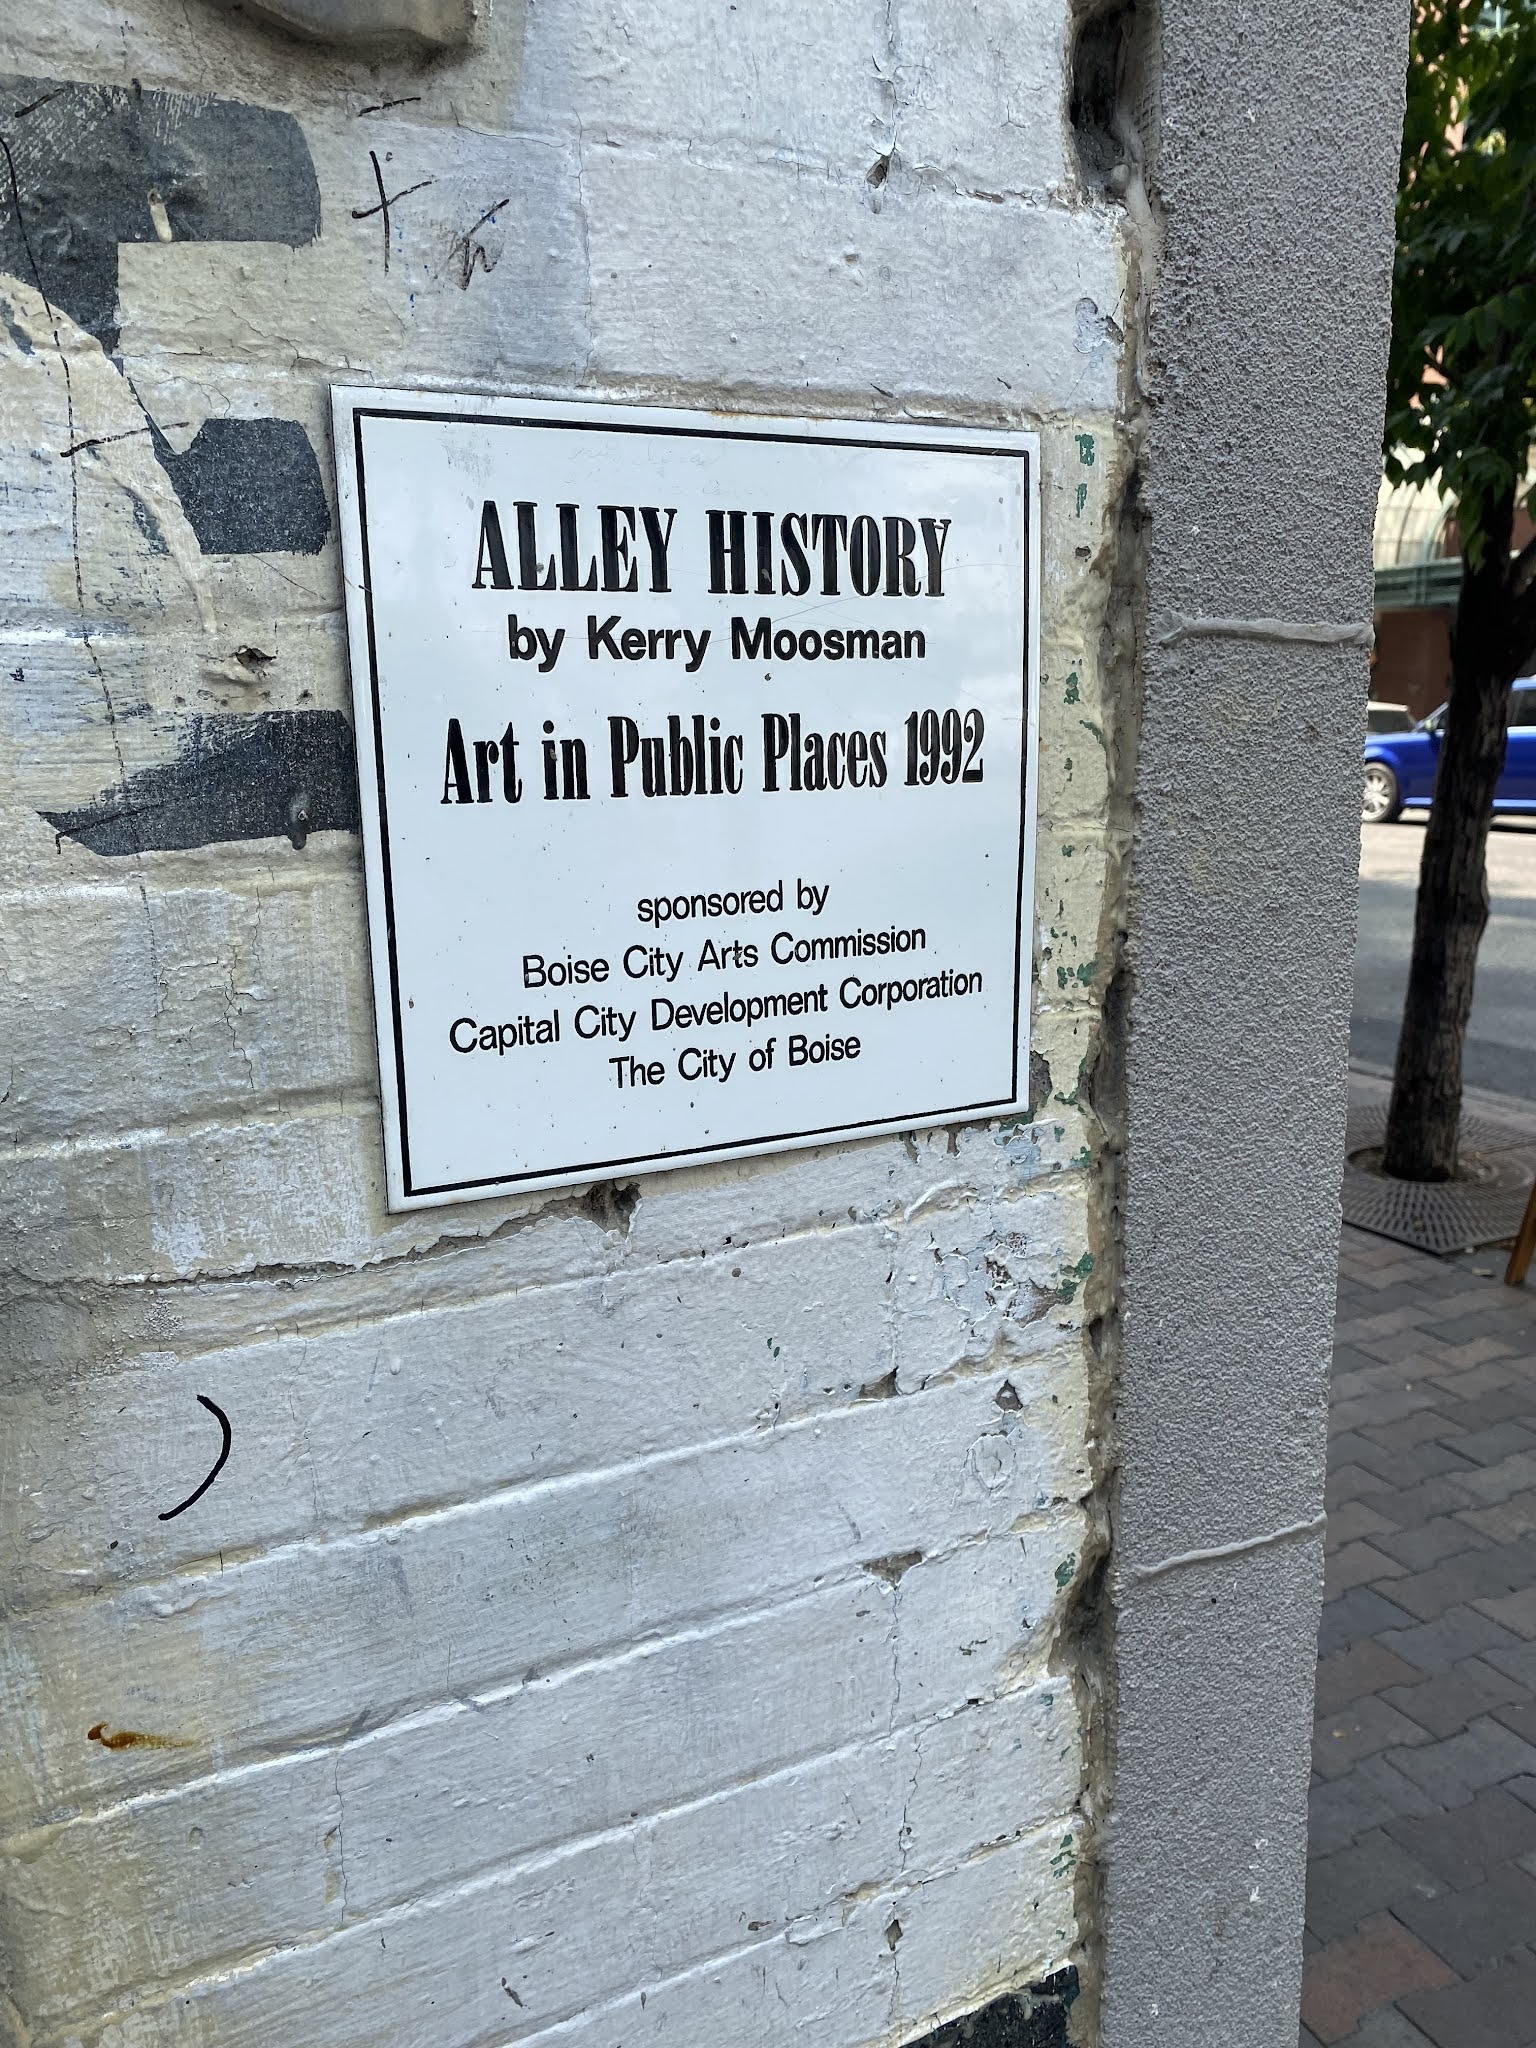 ALLEY HISTORY
by Kerry Moosman
Art in Public Places 1992
sponsored by
Boise City Arts Commission
Capital City Development Corporation
The City of Boise